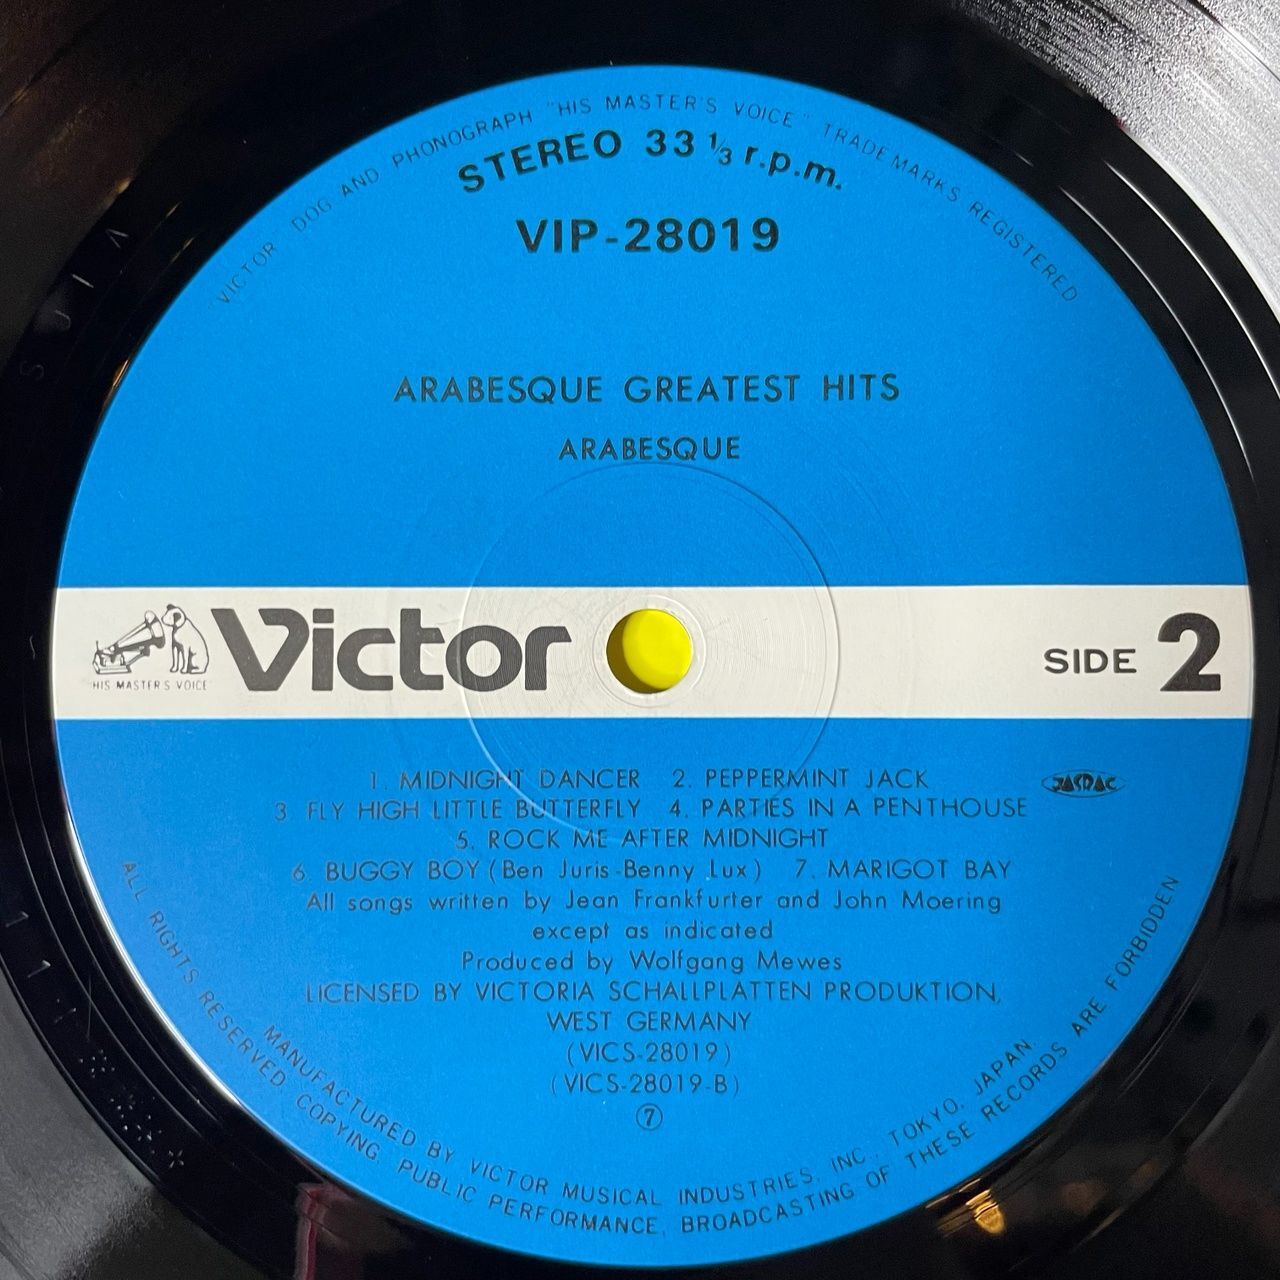 "VICTOR DOG AND PHONOGRAPH "HIS MASTER'S VOICE" TRADE MARKS REGISTERED
STEREO 33 1/3 r.p.m.
VIP-28019
ARABESQUE GREATEST HITS
ARABESQUE
"HIS MASTER'S VOICE"
Victor
SIDE 2
1. MIDNIGHT DANCER 2. PEPPERMINT JACK
JASRAC
3. FLY HIGH LITTLE BUTTERFLY 4. PARTIES IN A PENTHOUSE
5. ROCK ME AFTER MIDNIGHT
6. BUGGY BOY (Ben Juris-Benny Lux) 7. MARIGOT BAY
All songs written by Jean Frankfurter and John Moering
except as indicated
Produced by Wolfgang Mewes
LICENSED BY VICTORIA SCHALLPLATTEN PRODUKTION,
WEST GERMANY
(VICS-28019)
(VICS-28019-B)
⑦
MANUFACTURED BY VICTOR MUSICAL INDUSTRIES, INC., TOKYO, JAPAN
ALL RIGHTS RESERVED. COPYING, PUBLIC PERFORMANCE, BROADCASTING OF THESE RECORDS ARE FORBIDDEN